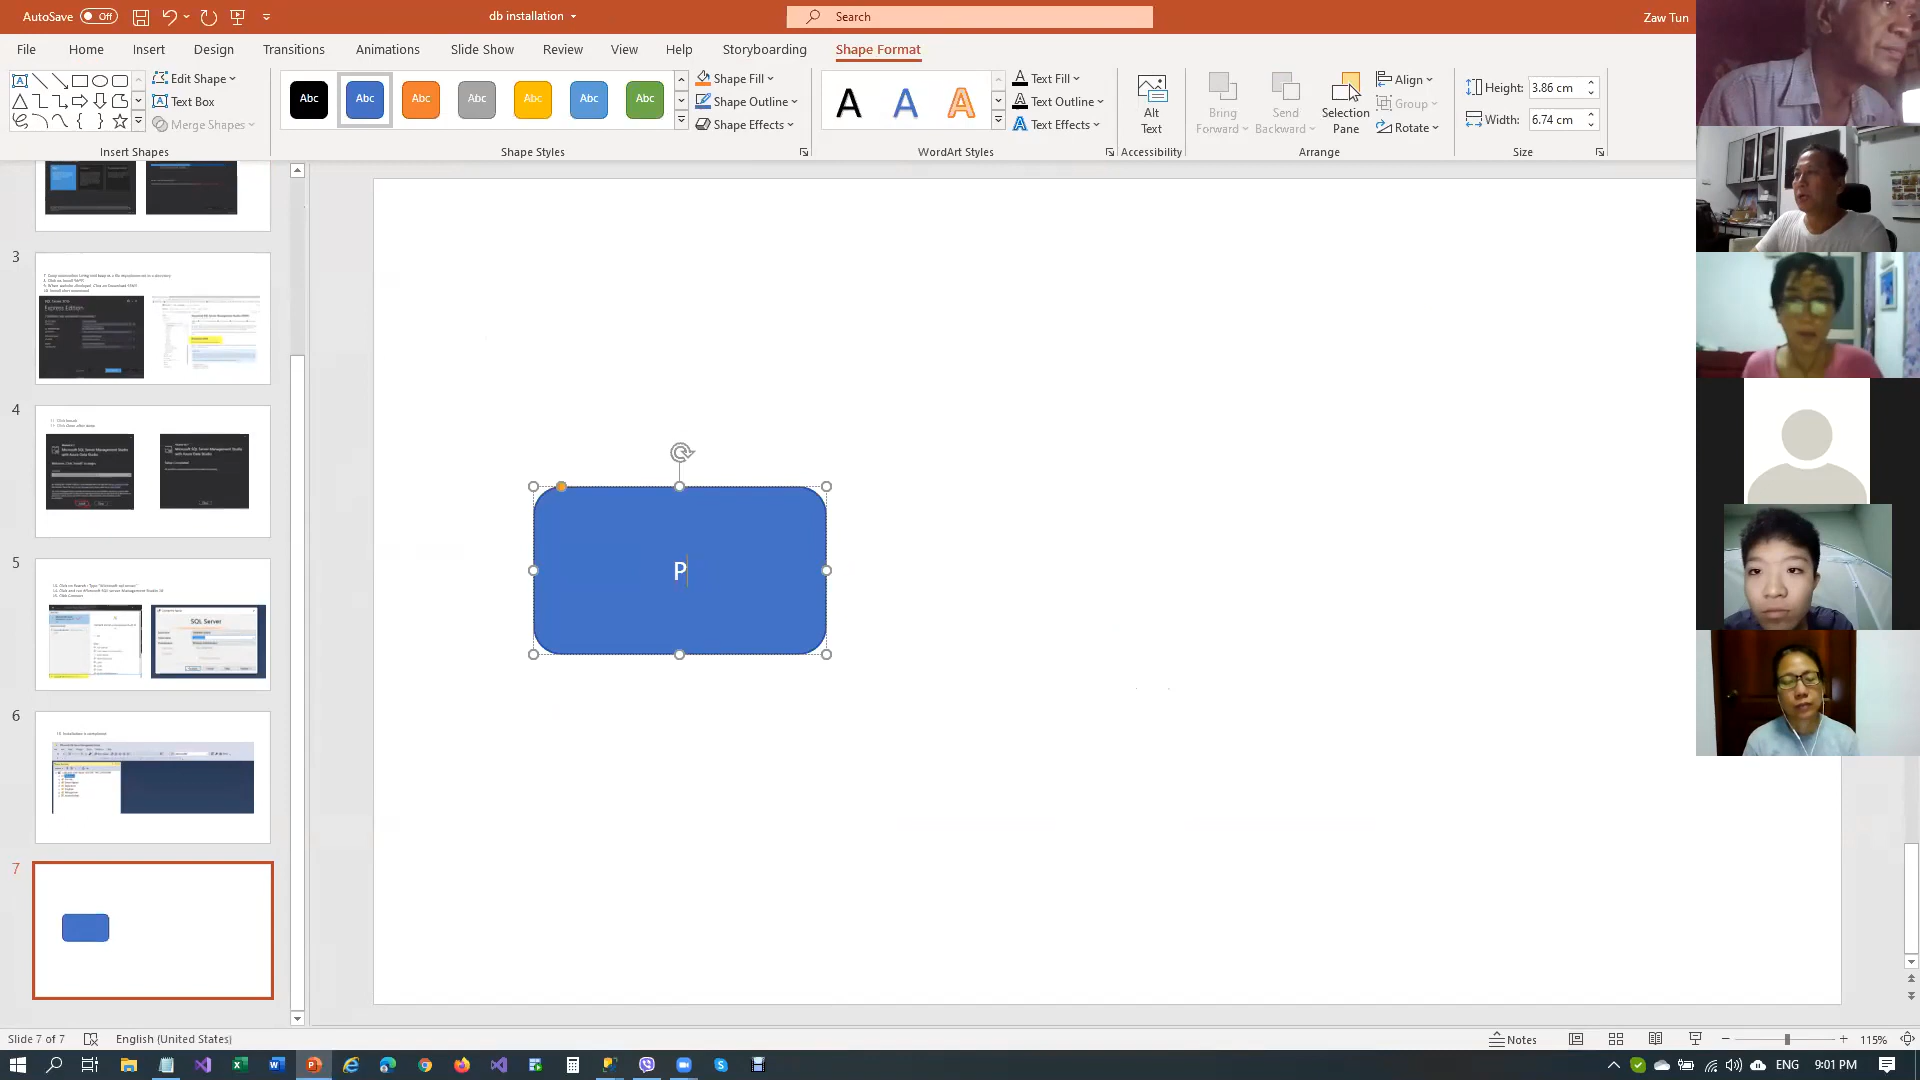 AutoSave Off
db installation
Search
Zaw Tun
File Home Insert Design Transitions Animations Slide Show Review View Help Storyboarding Shape Format
Edit Shape
Text Box
Merge Shapes
Insert Shapes
Abc Abc Abc Abc Abc Abc Abc
Shape Fill
Shape Outline
Shape Effects
Shape Styles
A A A
Text Fill
Text Outline
Text Effects
WordArt Styles
Alt Text
Accessibility
Bring Forward
Send Backward
Selection Pane
Align
Group
Rotate
Arrange
Height: 3.86 cm
Width: 6.74 cm
Size
3
Express Edition
4
5
SQL Server
6
7
P
Slide 7 of 7
English (United States)
Notes
115%
ENG
9:01 PM